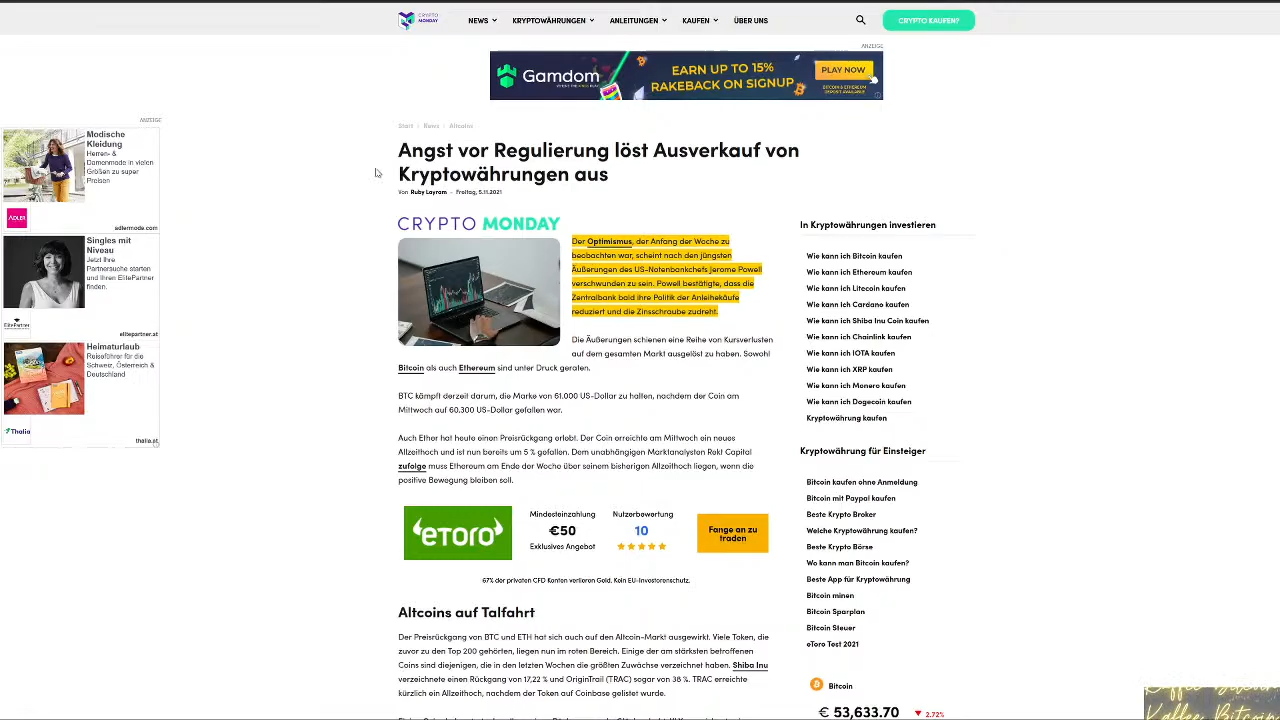 CRYPTO
MONDAY
NEWS
KRYPTOWÄHRUNGEN
ANLEITUNGEN
KAUFEN
ÜBER UNS
CRYPTO KAUFEN?
ANZEIGE
Gamdom
EARN UP TO 15%
RAKEBACK ON SIGNUP
PLAY NOW
BITCOIN & ETHEREUM
DEPOSIT AVAILABLE
ANZEIGE
Modische
Kleidung
Herren- &
Damenmode in vielen
Größen zu super
Preisen
ADLER
adlermode.com
Singles mit
Niveau
Jetzt Ihre
Partnersuche starten
und Ihren ElitePartner
finden.
ElitePartner
elitepartner.at
Heimaturlaub
Reiseführer für die
Schweiz, Österreich &
Deutschland
Thalia
thalia.at
Start
News
Altcoins
Angst vor Regulierung löst Ausverkauf von
Kryptowährungen aus
Von Ruby Layram - Freitag, 5.11.2021
CRYPTO MONDAY
Der Optimismus, der Anfang der Woche zu
beobachten war, scheint nach den jüngsten
Äußerungen des US-Notenbankchefs Jerome Powell
verschwunden zu sein. Powell bestätigte, dass die
Zentralbank bald ihre Politik der Anleihekäufe
reduziert und die Zinsschraube zudreht.
Die Äußerungen schienen eine Reihe von Kursverlusten
auf dem gesamten Markt ausgelöst zu haben. Sowohl
Bitcoin als auch Ethereum sind unter Druck geraten.
BTC kämpft derzeit darum, die Marke von 61.000 US-Dollar zu halten, nachdem der Coin am
Mittwoch auf 60.300 US-Dollar gefallen war.
Auch Ether hat heute einen Preisrückgang erlebt. Der Coin erreichte am Mittwoch ein neues
Allzeithoch und ist nun bereits um 5 % gefallen. Dem unabhängigen Marktanalysten Rekt Capital
zufolge muss Ethereum am Ende der Woche über seinem bisherigen Allzeithoch liegen, wenn die
positive Bewegung bleiben soll.
eToro
Mindesteinzahlung
€50
Exklusives Angebot
Nutzerbewertung
10
Fange an zu
traden
67% der privaten CFD Konten verlieren Geld. Kein EU-Investorenschutz.
Altcoins auf Talfahrt
Der Preisrückgang von BTC und ETH hat sich auch auf den Altcoin-Markt ausgewirkt. Viele Token, die
zuvor zu den Top 200 gehörten, liegen nun im roten Bereich. Einige der am stärksten betroffenen
Coins sind diejenigen, die in den letzten Wochen die größten Zuwächse verzeichnet haben. Shiba Inu
verzeichnete einen Rückgang von 17,22 % und OriginTrail (TRAC) sogar von 38 %. TRAC erreichte
kürzlich ein Allzeithoch, nachdem der Token auf Coinbase gelistet wurde.
In Kryptowährungen investieren
Wie kann ich Bitcoin kaufen
Wie kann ich Ethereum kaufen
Wie kann ich Litecoin kaufen
Wie kann ich Cardano kaufen
Wie kann ich Shiba Inu Coin kaufen
Wie kann ich Chainlink kaufen
Wie kann ich IOTA kaufen
Wie kann ich XRP kaufen
Wie kann ich Monero kaufen
Wie kann ich Dogecoin kaufen
Kryptowährung kaufen
Kryptowährung für Einsteiger
Bitcoin kaufen ohne Anmeldung
Bitcoin mit Paypal kaufen
Beste Krypto Broker
Welche Kryptowährung kaufen?
Beste Krypto Börse
Wo kann man Bitcoin kaufen?
Beste App für Kryptowährung
Bitcoin minen
Bitcoin Sparplan
Bitcoin Steuer
eToro Test 2021
Bitcoin
€ 53,633.70
2.72%
Kaffee Bitcoin